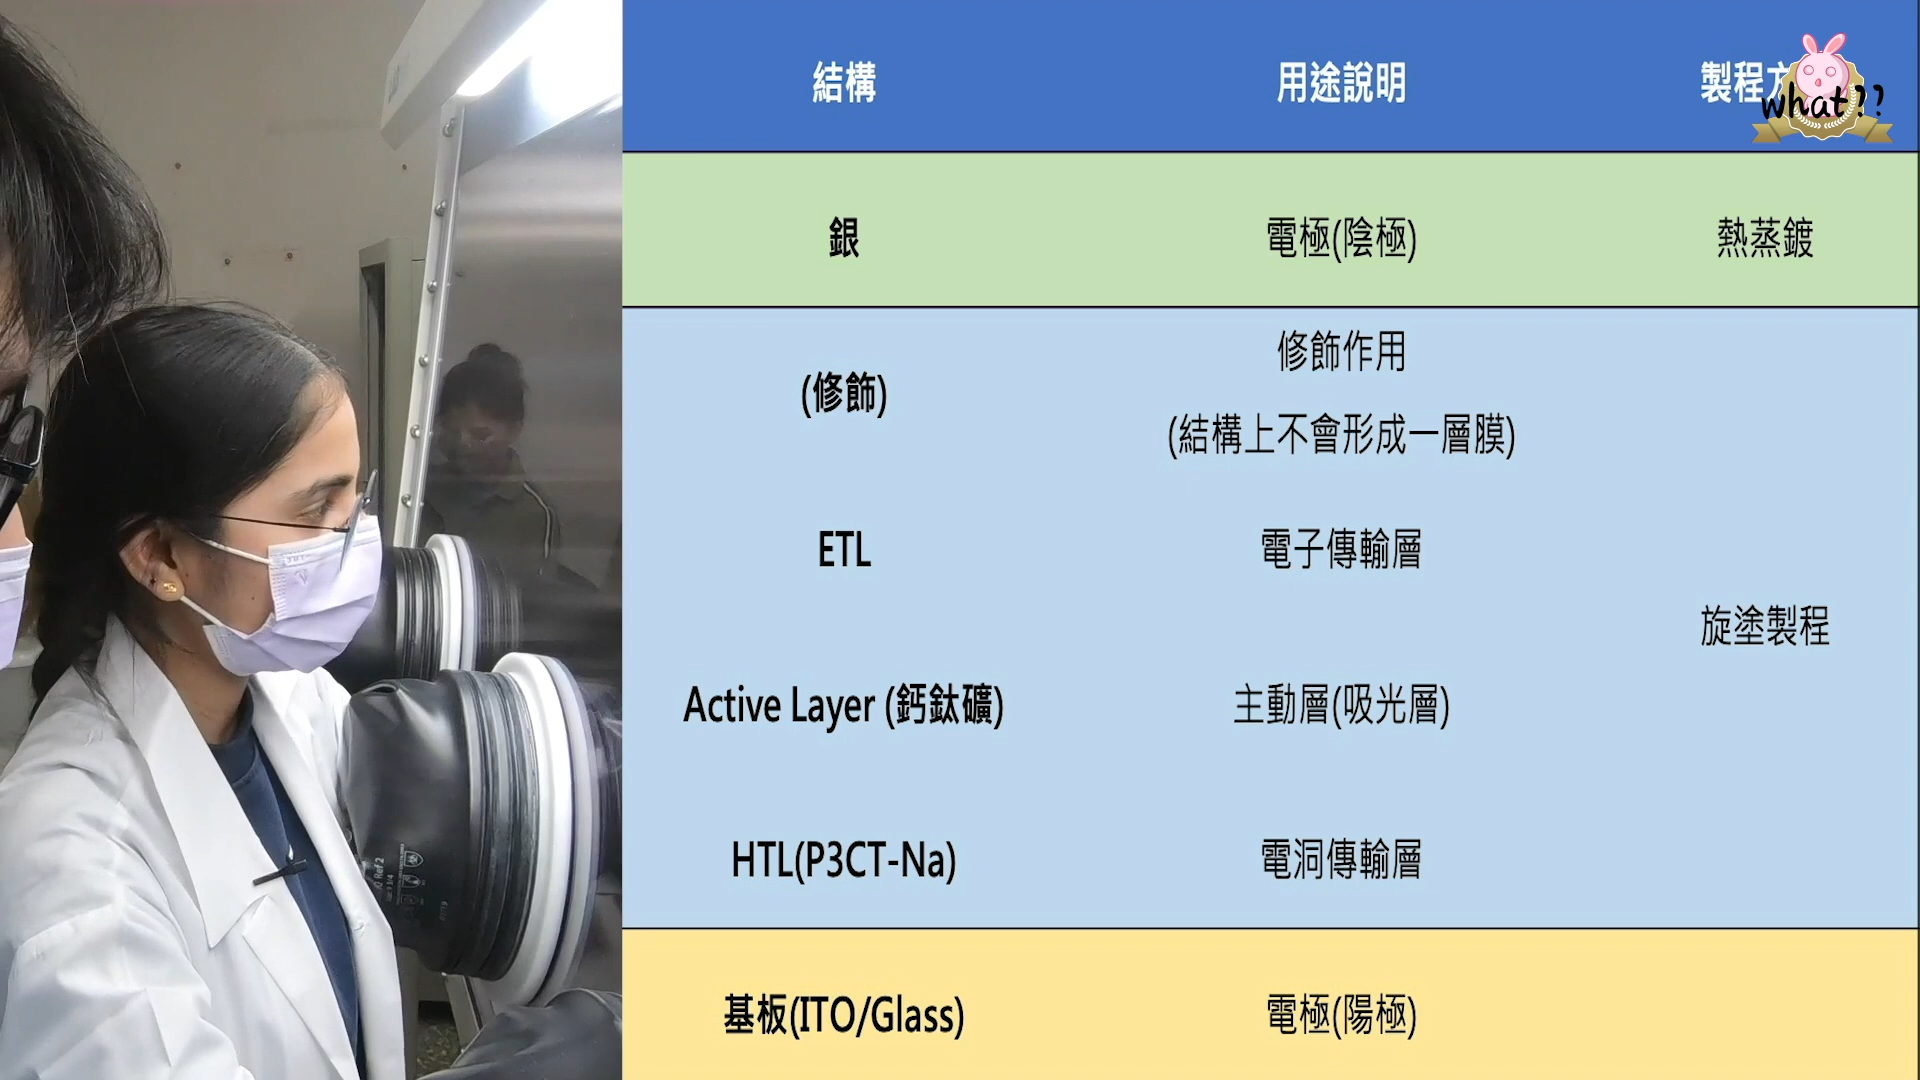 結構 用途說明 製程方
what??
銀 電極(陰極) 熱蒸鍍
(修飾) 修飾作用
(結構上不會形成一層膜)
ETL 電子傳輸層
旋塗製程
Active Layer (鈣鈦礦) 主動層(吸光層)
HTL(P3CT-Na) 電洞傳輸層
基板(ITO/Glass) 電極(陽極)